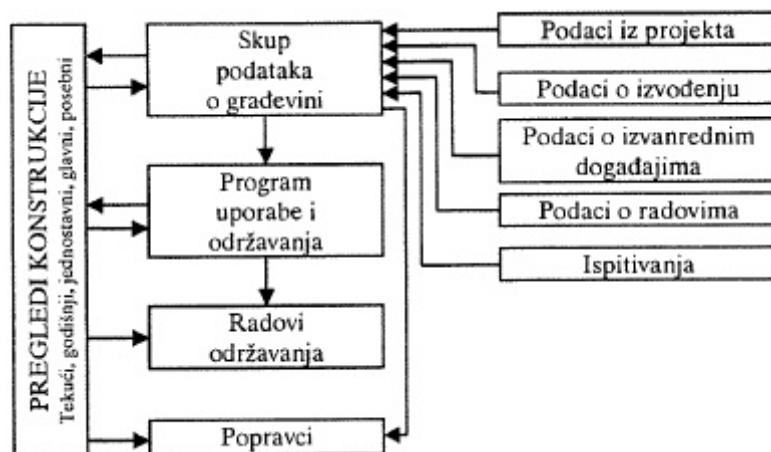 PREGLEDI KONSTRUKCIJE
Tekući, godišnji, jednostavni, glavni, posebni
Skup
podataka
o građevini
Program
uporabe i
održavanja
Radovi
održavanja
Popravci
Podaci iz projekta
Podaci o izvođenju
Podaci o izvanrednim
događajima
Podaci o radovima
Ispitivanja